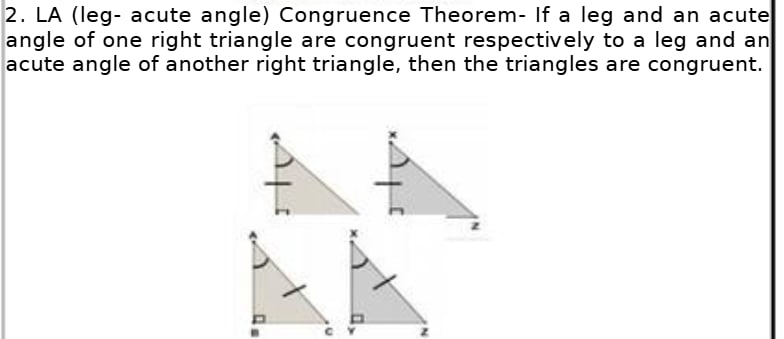 2. LA (leg- acute angle) Congruence Theorem- If a leg and an acute
angle of one right triangle are congruent respectively to a leg and an
acute angle of another right triangle, then the triangles are congruent.
A X
Z
A X
B C Y Z